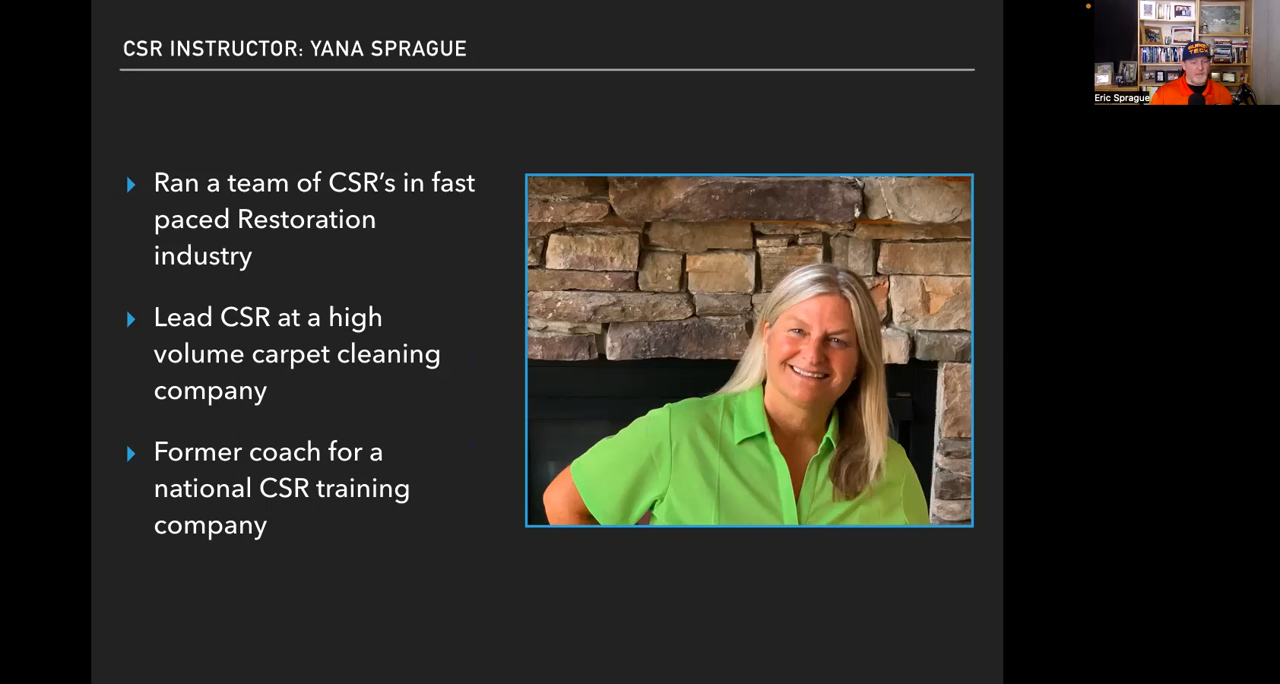 CSR INSTRUCTOR: YANA SPRAGUE
Ran a team of CSR’s in fast
paced Restoration
industry
Lead CSR at a high
volume carpet cleaning
company
Former coach for a
national CSR training
company
Eric Sprague